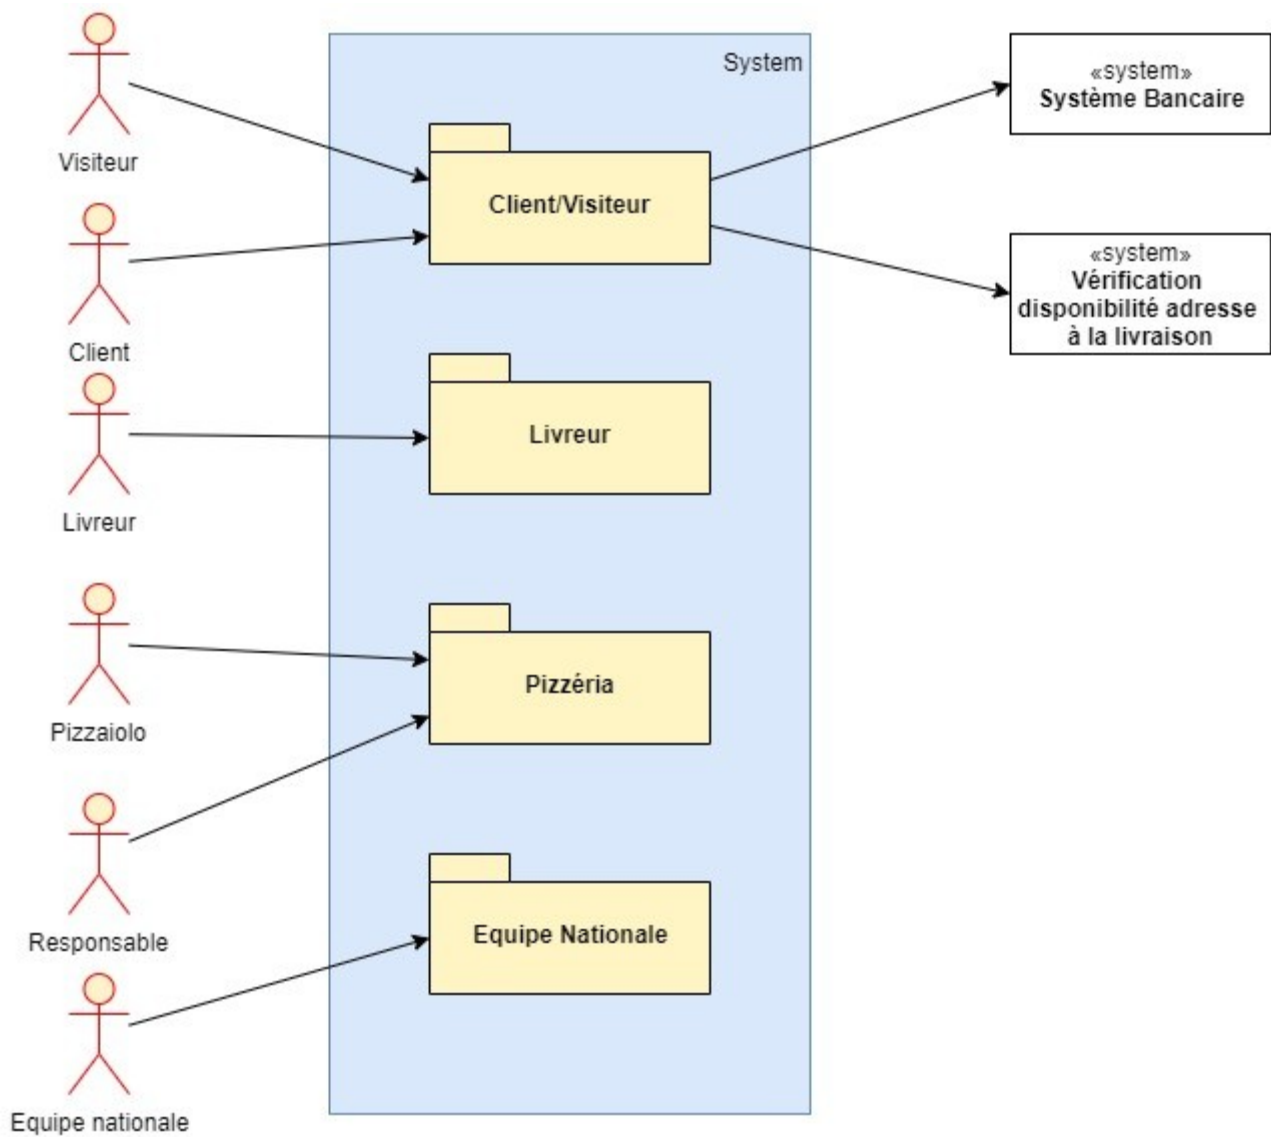 System
Visiteur
Client
Livreur
Pizzaiolo
Responsable
Equipe nationale
Client/Visiteur
Livreur
Pizzéria
Equipe Nationale
«system»
Système Bancaire
«system»
Vérification
disponibilité adresse
à la livraison